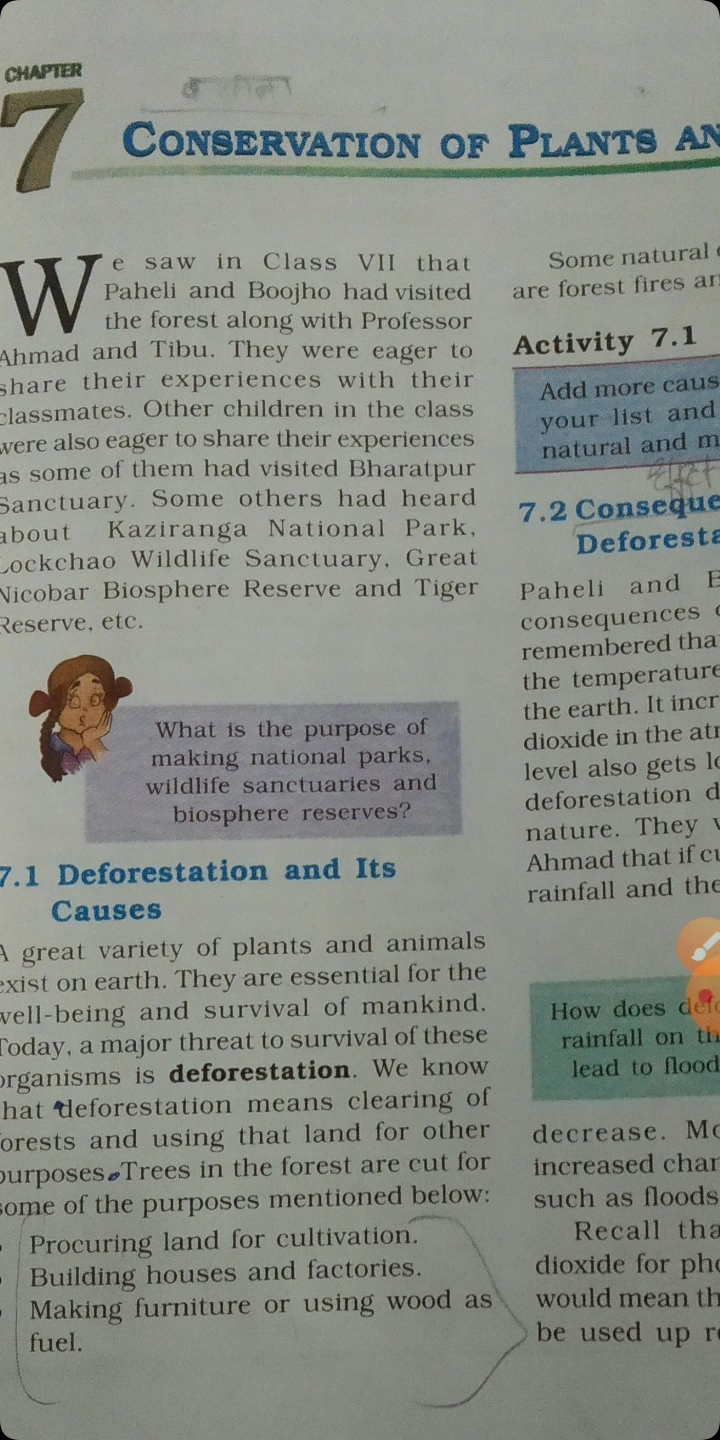 CHAPTER
7
CONSERVATION OF PLANTS AN
We saw in Class VII that
Paheli and Boojho had visited
the forest along with Professor
Ahmad and Tibu. They were eager to
share their experiences with their
classmates. Other children in the class
were also eager to share their experiences
as some of them had visited Bharatpur
Sanctuary. Some others had heard
about Kaziranga National Park,
Lockchao Wildlife Sanctuary, Great
Nicobar Biosphere Reserve and Tiger
Reserve, etc.
What is the purpose of
making national parks,
wildlife sanctuaries and
biosphere reserves?
7.1 Deforestation and Its
Causes
A great variety of plants and animals
exist on earth. They are essential for the
well-being and survival of mankind.
Today, a major threat to survival of these
organisms is deforestation. We know
that deforestation means clearing of
forests and using that land for other
purposes. Trees in the forest are cut for
some of the purposes mentioned below:
Procuring land for cultivation.
Building houses and factories.
Making furniture or using wood as
fuel.
Some natural
are forest fires an
Activity 7.1
Add more caus
your list and
natural and m
7.2 Conseque
Deforesta
Paheli and B
consequences
remembered tha
the temperature
the earth. It incr
dioxide in the atm
level also gets lo
deforestation d
nature. They
Ahmad that if cu
rainfall and the
How does defo
rainfall on th
lead to flood
decrease. Mo
increased chan
such as floods
Recall tha
dioxide for pho
would mean th
be used up r